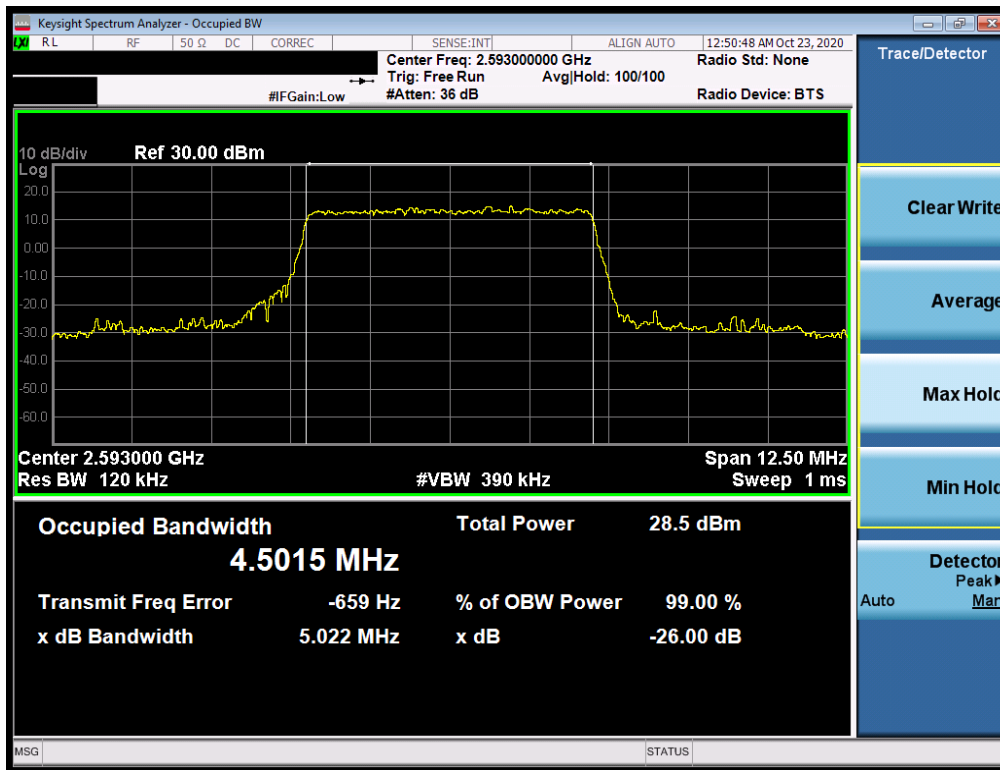 Keysight Spectrum Analyzer - Occupied BW
LXI RL RF 50 Ω DC CORREC SENSE:INT ALIGN AUTO 12:50:48 AM Oct 23, 2020
Center Freq: 2.593000000 GHz Radio Std: None
Trig: Free Run Avg|Hold: 100/100
#IFGain:Low #Atten: 36 dB Radio Device: BTS
10 dB/div Ref 30.00 dBm
Log
20.0
10.0
0.00
-10.0
-20.0
-30.0
-40.0
-50.0
-60.0
Center 2.593000 GHz Span 12.50 MHz
Res BW 120 kHz #VBW 390 kHz Sweep 1 ms
Occupied Bandwidth Total Power 28.5 dBm
4.5015 MHz
Transmit Freq Error -659 Hz % of OBW Power 99.00 %
x dB Bandwidth 5.022 MHz x dB -26.00 dB
MSG STATUS
Trace/Detector
Clear Write
Average
Max Hold
Min Hold
Detector
Peak
Auto Man